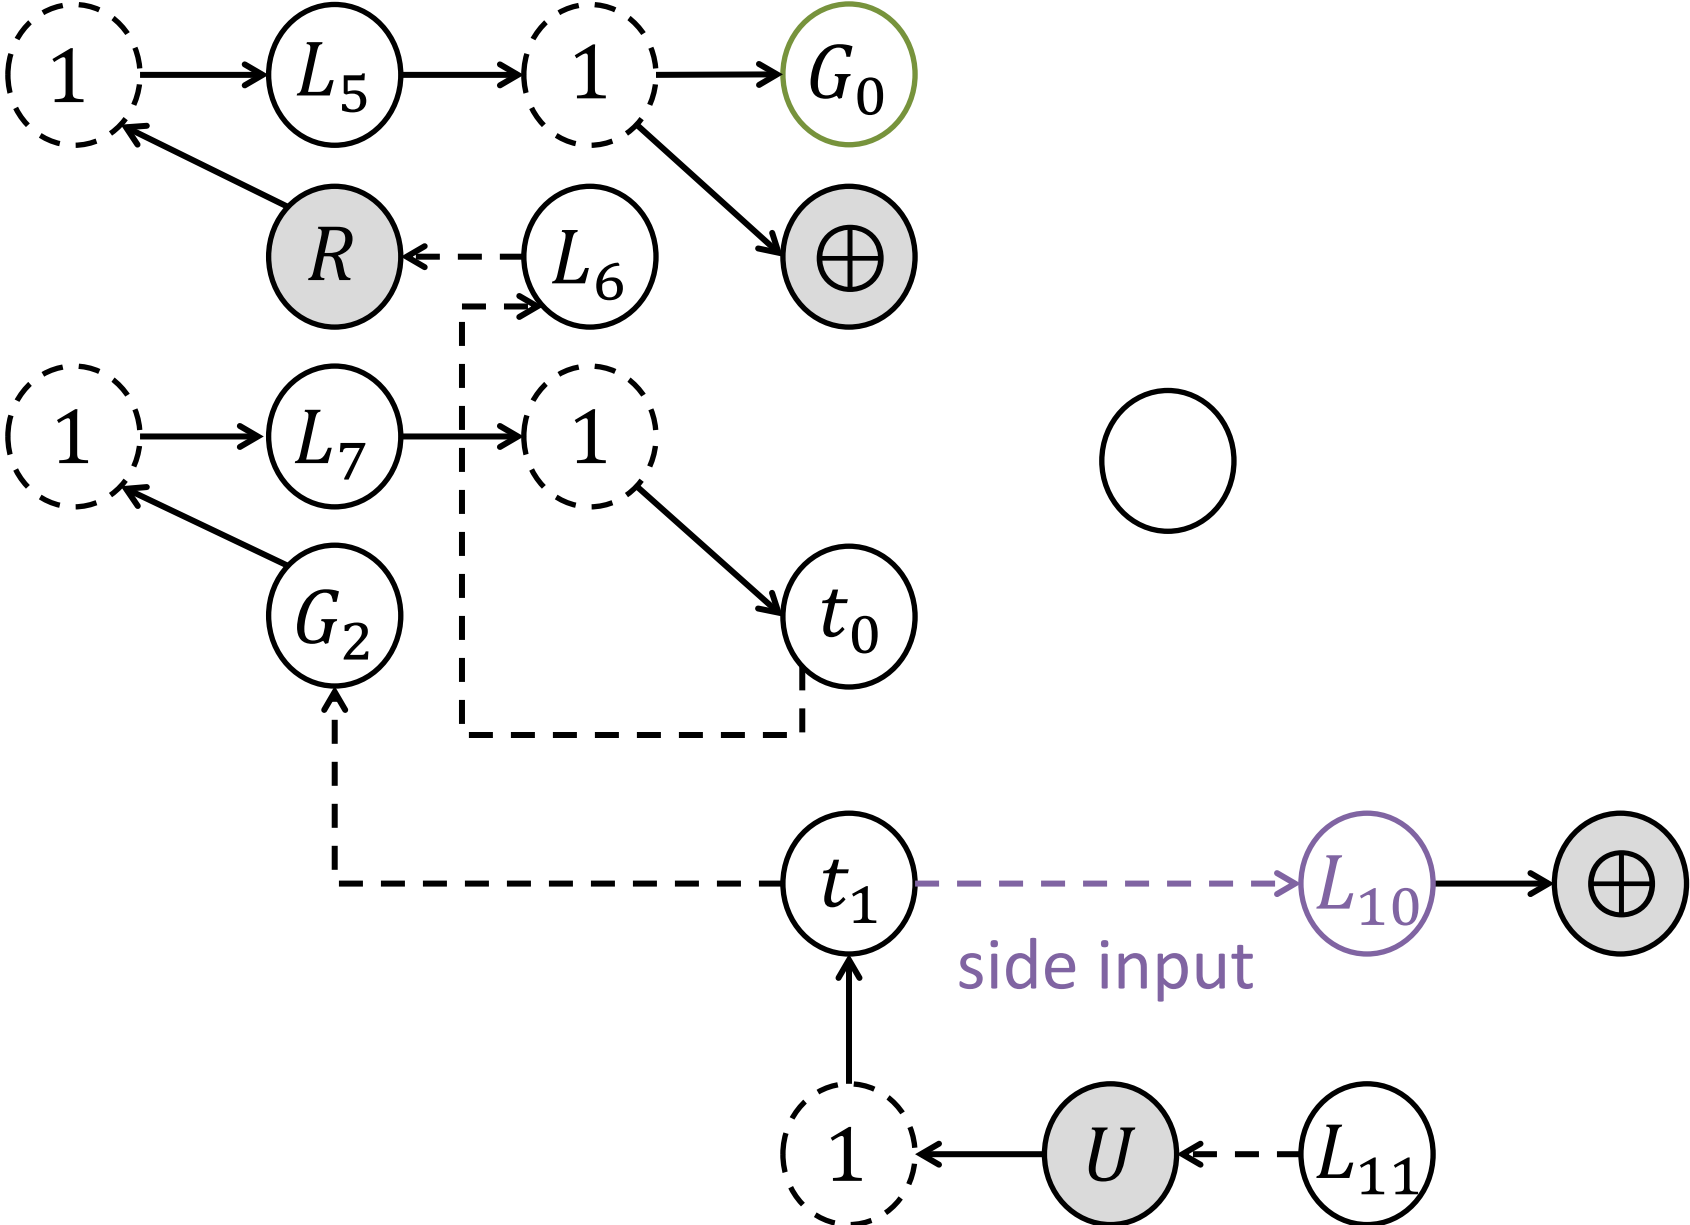 1 L₅ 1 G₀
R L₆ ⊕
1 L₇ 1
G₂ t₀
t₁ L₁₀ ⊕
side input
1 U L₁₁